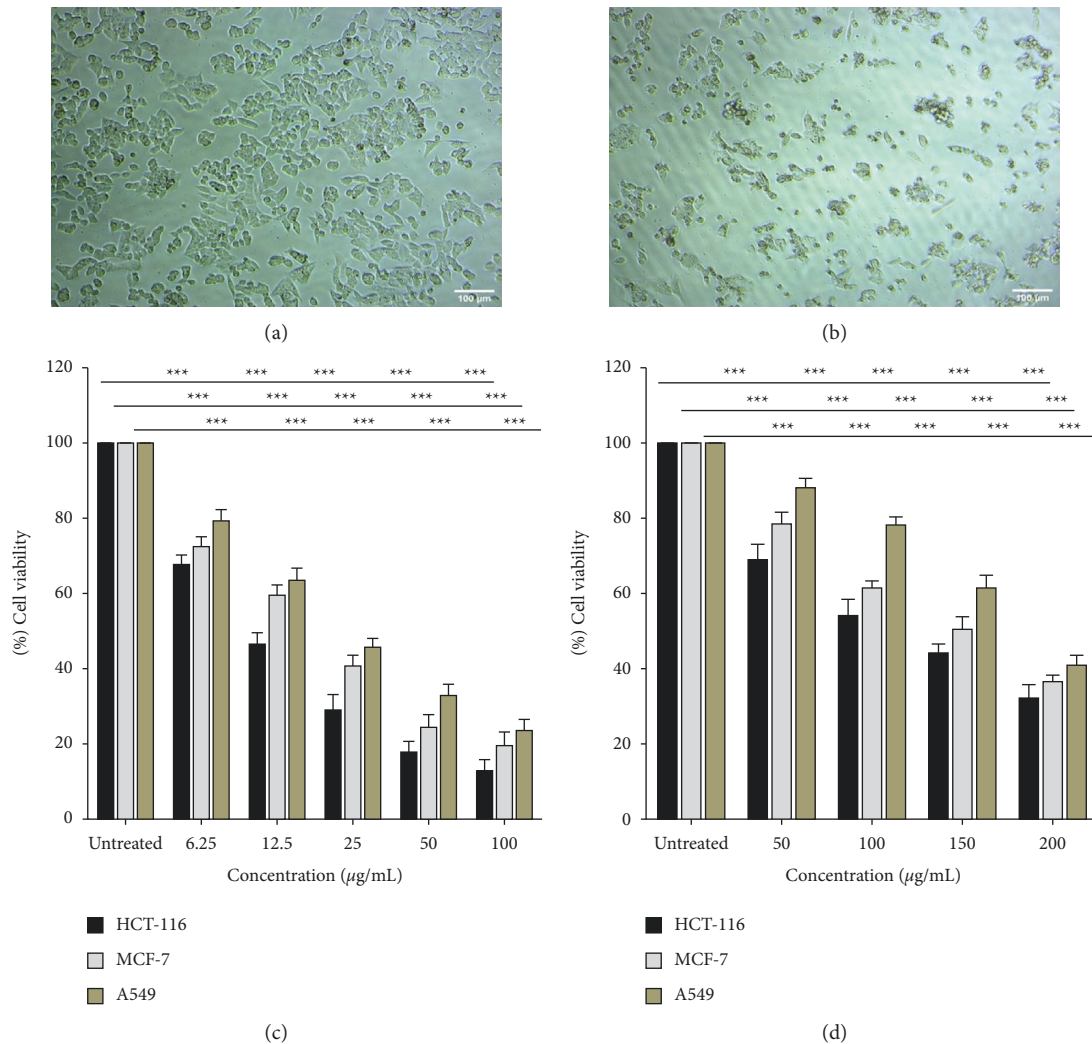 100 µm
100 µm
(a)
(b)
120
100
80
60
40
20
0
(%) Cell viability
*** *** *** *** ***
*** *** *** *** ***
*** *** *** *** ***
Untreated 6.25 12.5 25 50 100
Concentration (µg/mL)
HCT-116
MCF-7
A549
(c)
120
100
80
60
40
20
0
(%) Cell viability
*** *** *** *** ***
*** *** *** *** ***
*** *** *** *** ***
Untreated 50 100 150 200
Concentration (µg/mL)
HCT-116
MCF-7
A549
(d)